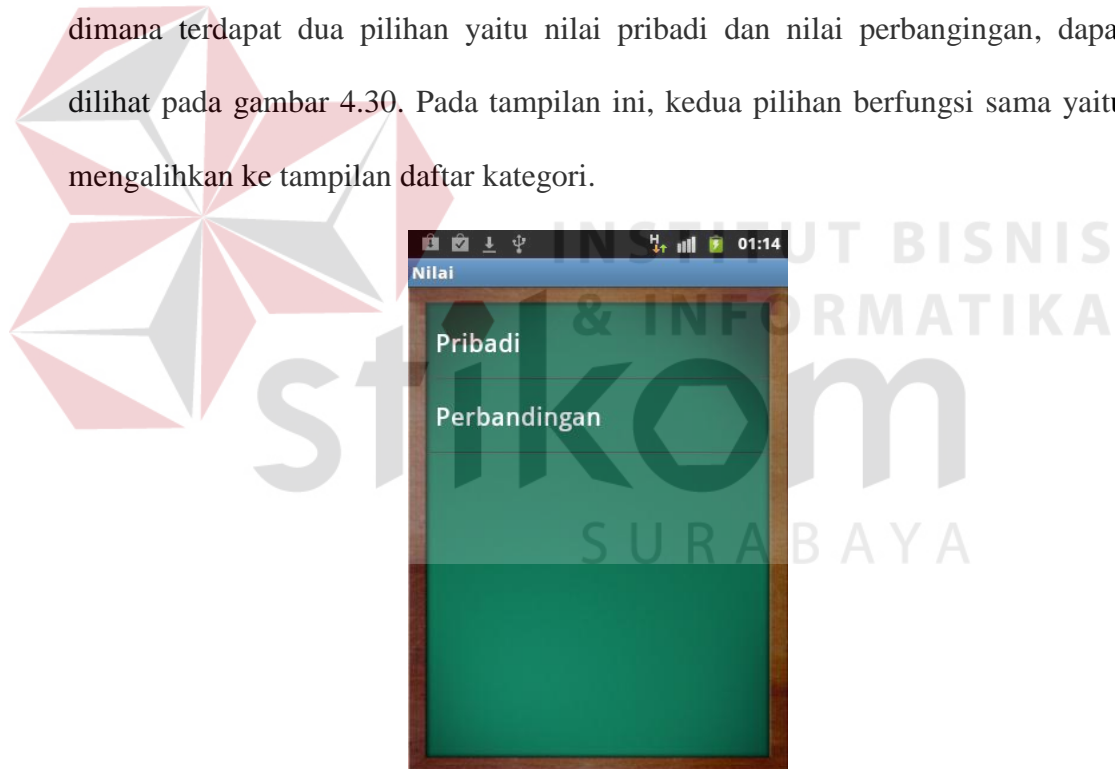 dimana terdapat dua pilihan yaitu nilai pribadi dan nilai perbangingan, dapa
dilihat pada gambar 4.30. Pada tampilan ini, kedua pilihan berfungsi sama yaitu
mengalihkan ke tampilan daftar kategori.
INSTITUT BISNIS
& INFORMATIKA
stikom
SURABAYA
H 01:14
Nilai
Pribadi
Perbandingan